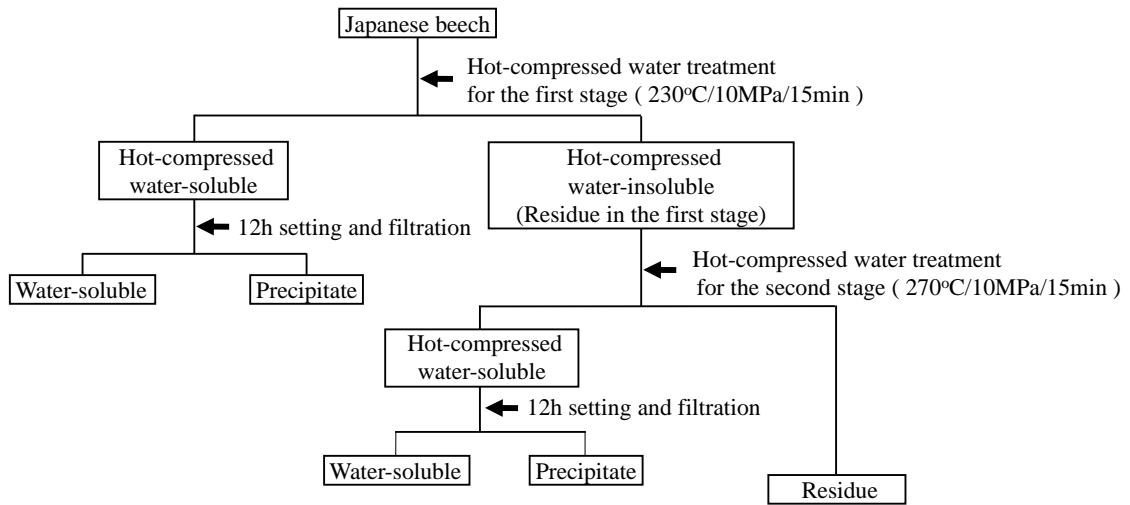 Japanese beech
Hot-compressed water treatment
for the first stage ( 230°C/10MPa/15min )
Hot-compressed
water-soluble
Hot-compressed
water-insoluble
(Residue in the first stage)
12h setting and filtration
Water-soluble
Precipitate
Hot-compressed water treatment
for the second stage ( 270°C/10MPa/15min )
Hot-compressed
water-soluble
12h setting and filtration
Water-soluble
Precipitate
Residue